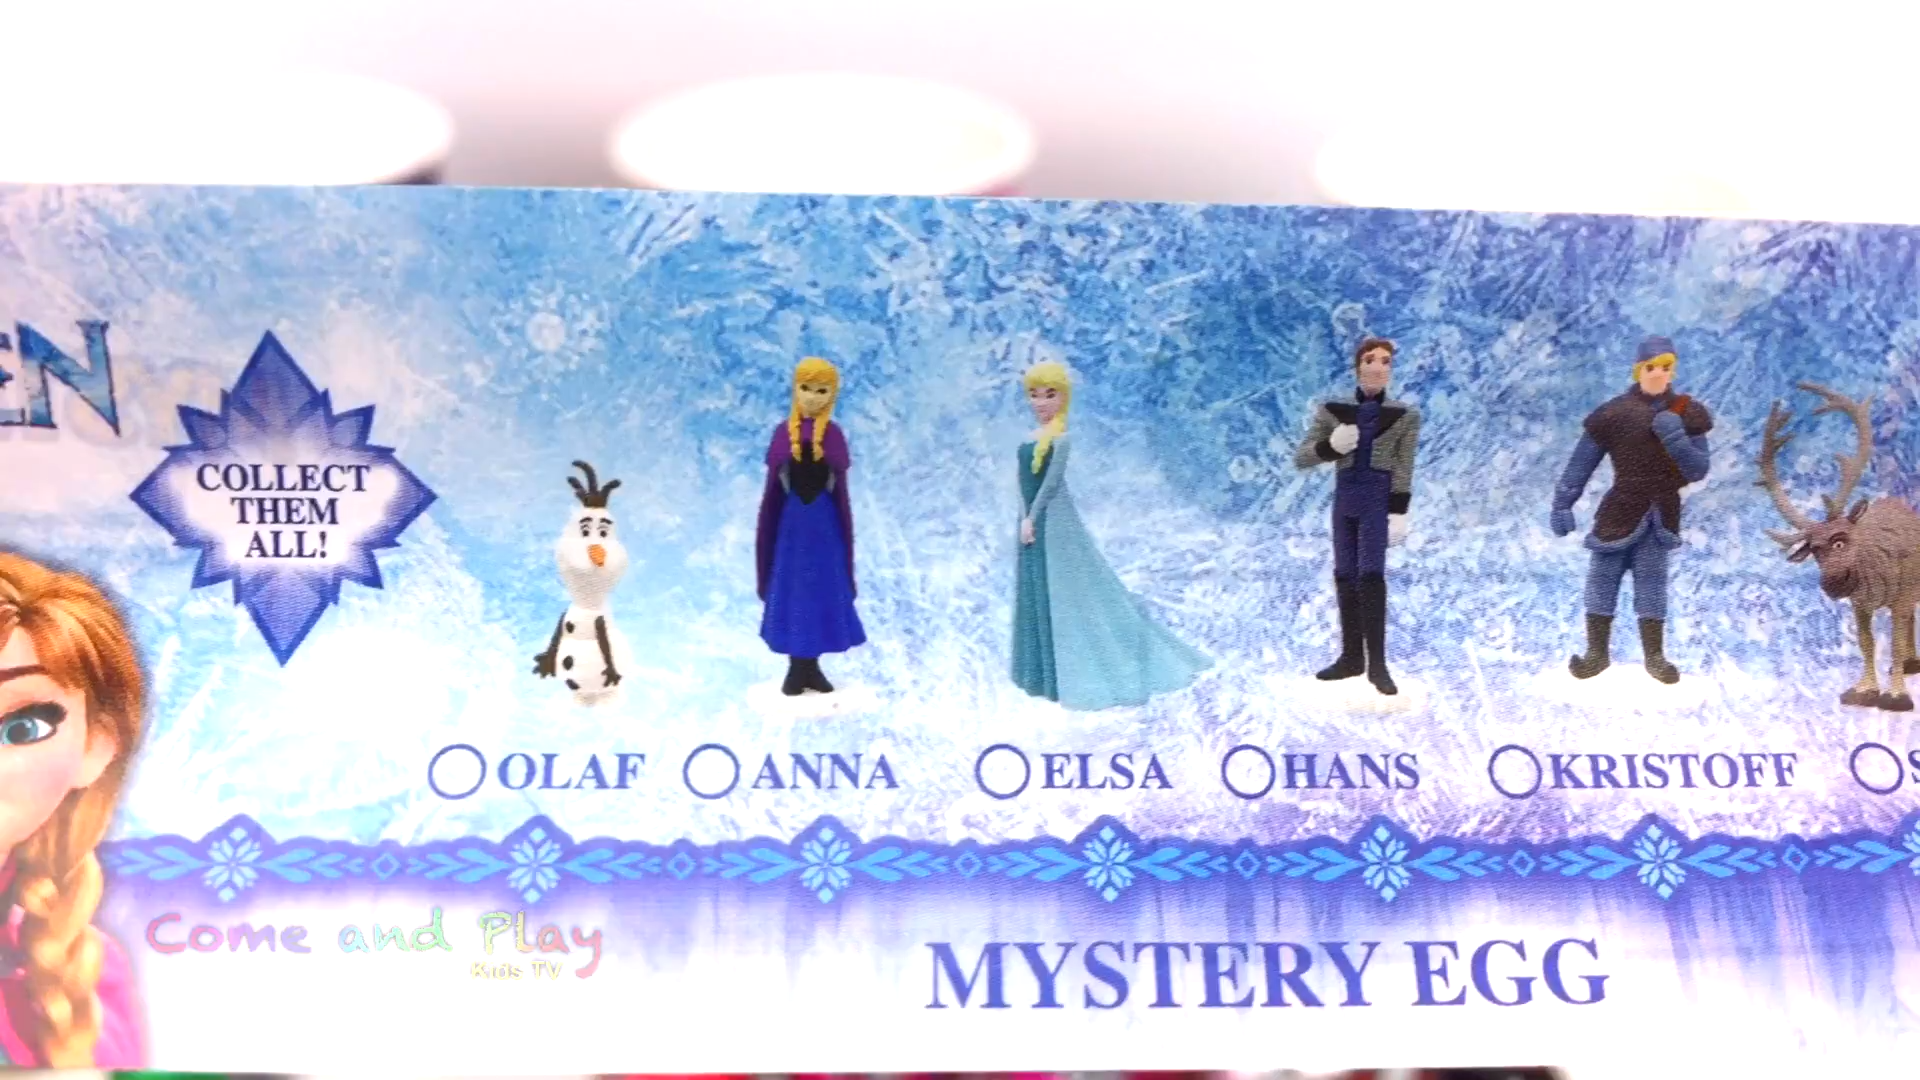 EN
COLLECT
THEM
ALL!
OLAF ANNA ELSA HANS KRISTOFF S
Come and Play
Kids TV
MYSTERY EGG